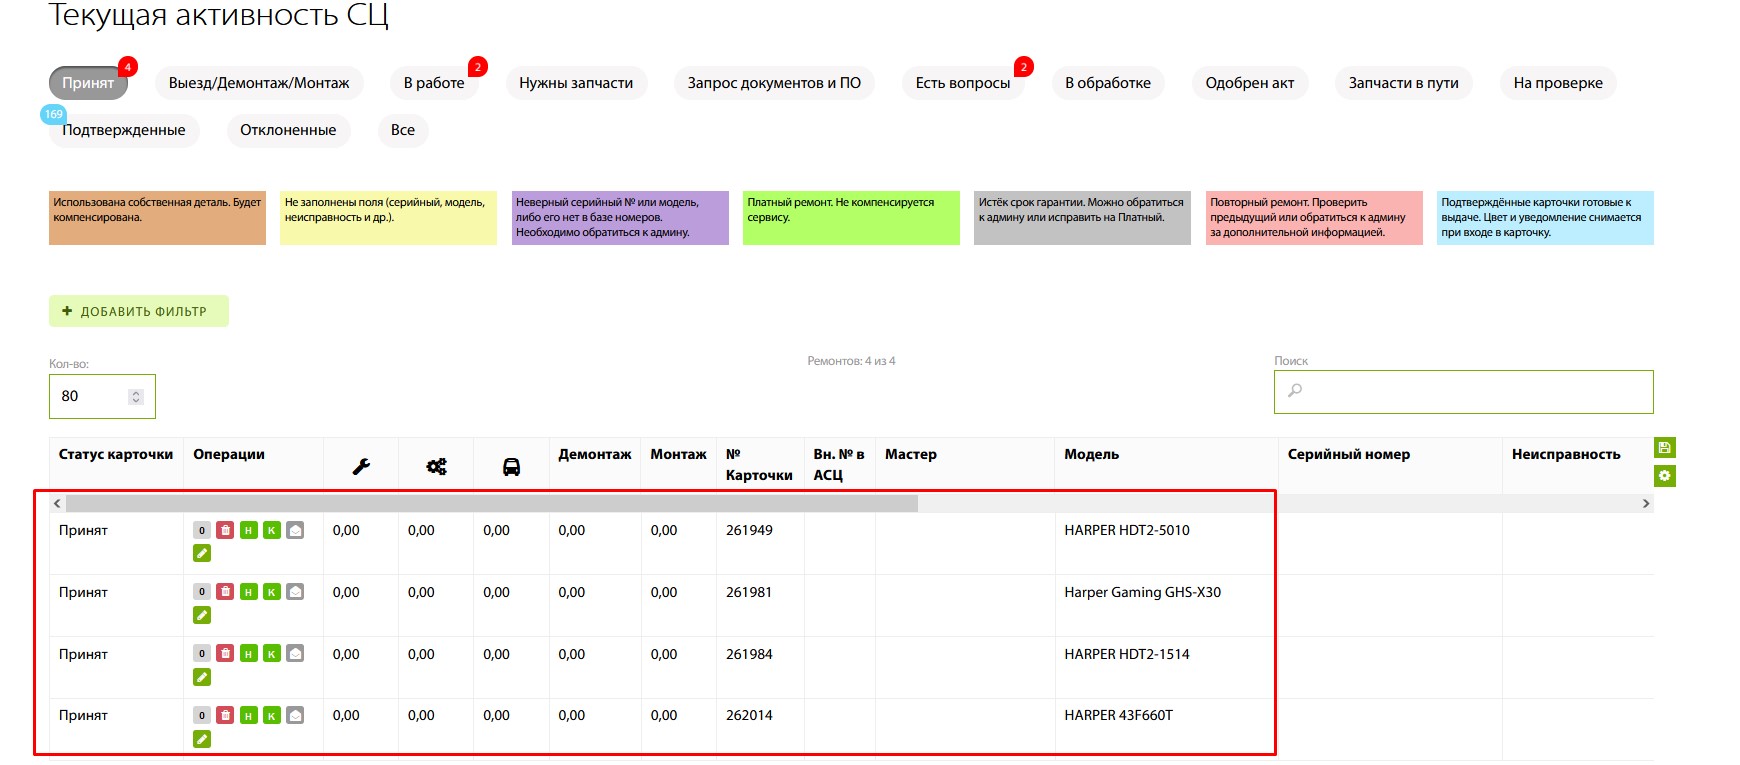 Текущая активность СЦ
Принят 4 Выезд/Демонтаж/Монтаж В работе 2 Нужны запчасти Запрос документов и ПО Есть вопросы 2 В обработке Одобрен акт Запчасти в пути На проверке
169 Подтвержденные Отклоненные Все
Использована собственная деталь. Будет
компенсирована.
Не заполнены поля (серийный, модель,
неисправность и др.).
Неверный серийный № или модель,
либо его нет в базе номеров.
Необходимо обратиться к админу.
Платный ремонт. Не компенсируется
сервису.
Истёк срок гарантии. Можно обратиться
к админу или исправить на Платный.
Повторный ремонт. Проверить
предыдущий или обратиться к админу
за дополнительной информацией.
Подтверждённые карточки готовые к
выдаче. Цвет и уведомление снимается
при входе в карточку.
+ ДОБАВИТЬ ФИЛЬТР
Кол-во:
80
Ремонтов: 4 из 4
Поиск
Статус карточки Операции Демонтаж Монтаж № Карточки Вн. № в АСЦ Мастер Модель Серийный номер Неисправность
Принят 0 Н К 0,00 0,00 0,00 0,00 0,00 261949 HARPER HDT2-5010
Принят 0 Н К 0,00 0,00 0,00 0,00 0,00 261981 Harper Gaming GHS-X30
Принят 0 Н К 0,00 0,00 0,00 0,00 0,00 261984 HARPER HDT2-1514
Принят 0 Н К 0,00 0,00 0,00 0,00 0,00 262014 HARPER 43F660T